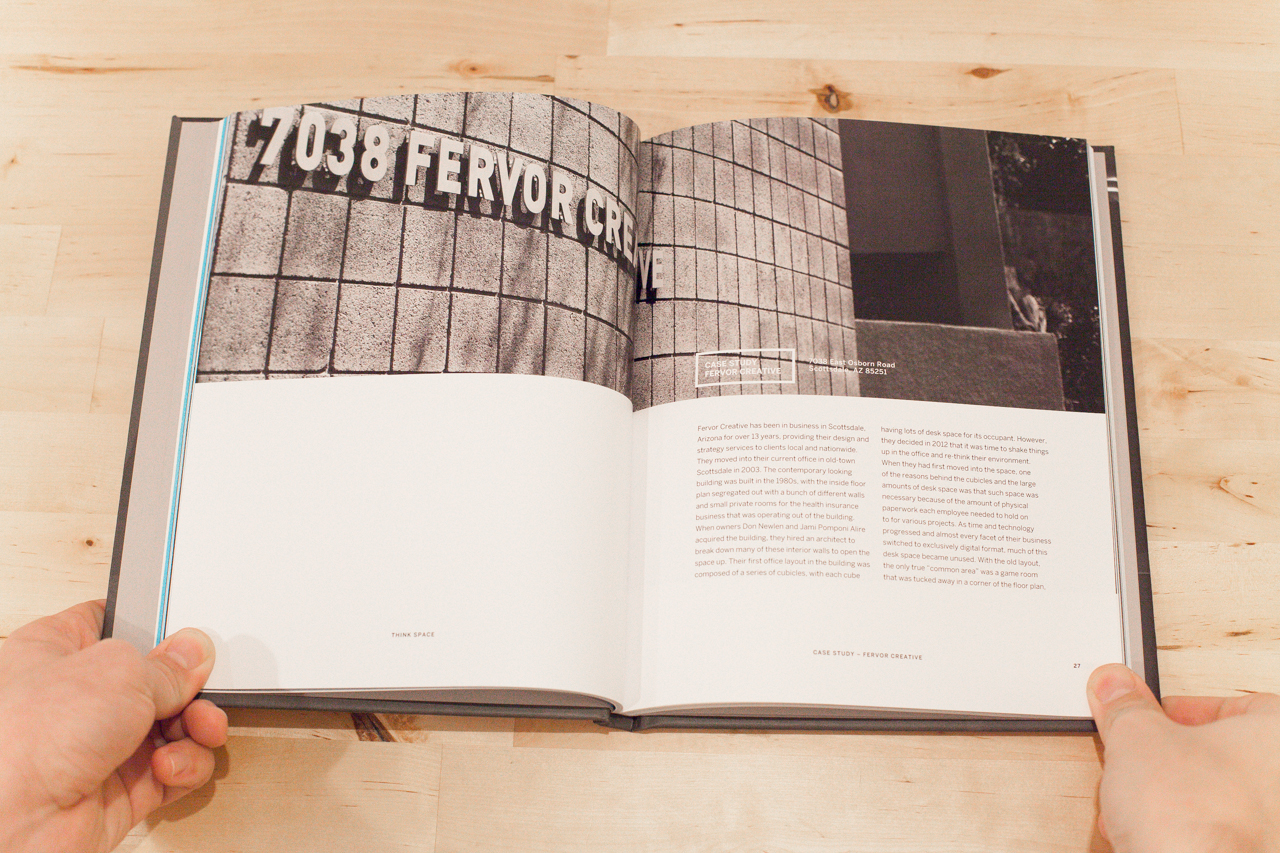 7038 FERVOR CRE
VE
CASE STUDY
FERVOR CREATIVE
7038 East Osborn Road
Scottsdale, AZ 85251
Fervor Creative has been in business in Scottsdale,
Arizona for over 13 years, providing their design and
strategy services to clients local and nationwide.
They moved into their current office in old-town
Scottsdale in 2003. The contemporary looking
building was built in the 1980s, with the inside floor
plan segregated out with a bunch of different walls
and small private rooms for the health insurance
business that was operating out of the building.
When owners Don Newlen and Jami Pomponi Alire
acquired the building, they hired an architect to
break down many of these interior walls to open the
space up. Their first office layout in the building was
composed of a series of cubicles, with each cube
having lots of desk space for its occupant. However,
they decided in 2012 that it was time to shake things
up in the office and re-think their environment.
When they had first moved into the space, one
of the reasons behind the cubicles and the large
amounts of desk space was that such space was
necessary because of the amount of physical
paperwork each employee needed to hold on
to for various projects. As time and technology
progressed and almost every facet of their business
switched to exclusively digital format, much of this
desk space became unused. With the old layout,
the only true "common area" was a game room
that was tucked away in a corner of the floor plan,
THINK SPACE
CASE STUDY – FERVOR CREATIVE
27